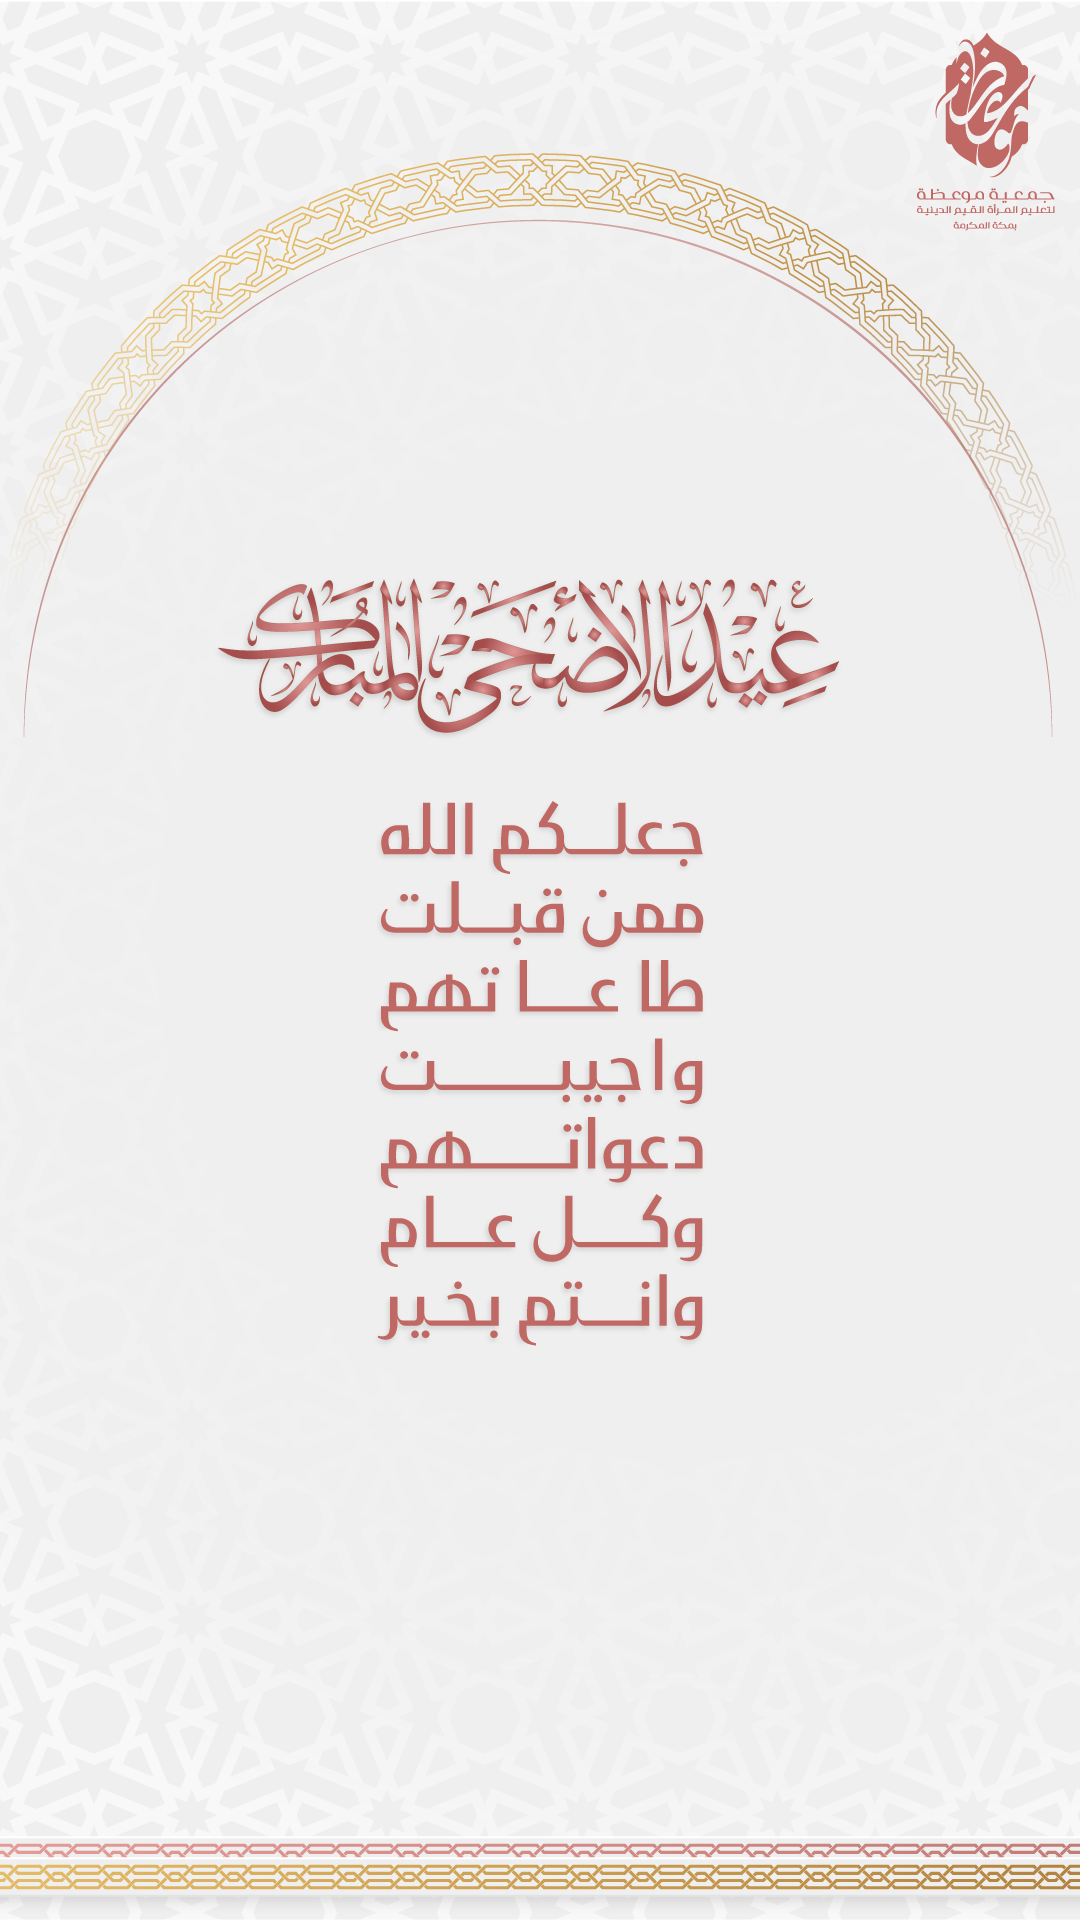 موعظة
جمعية موعظة
لتعليم المرأة القيم الدينية
بمكة المكرمة
عيد الأضحى المبارك
جعلكم الله
ممن قبلت
طاعاتهم
واجيبت
دعواتهم
وكل عام
وانتم بخير